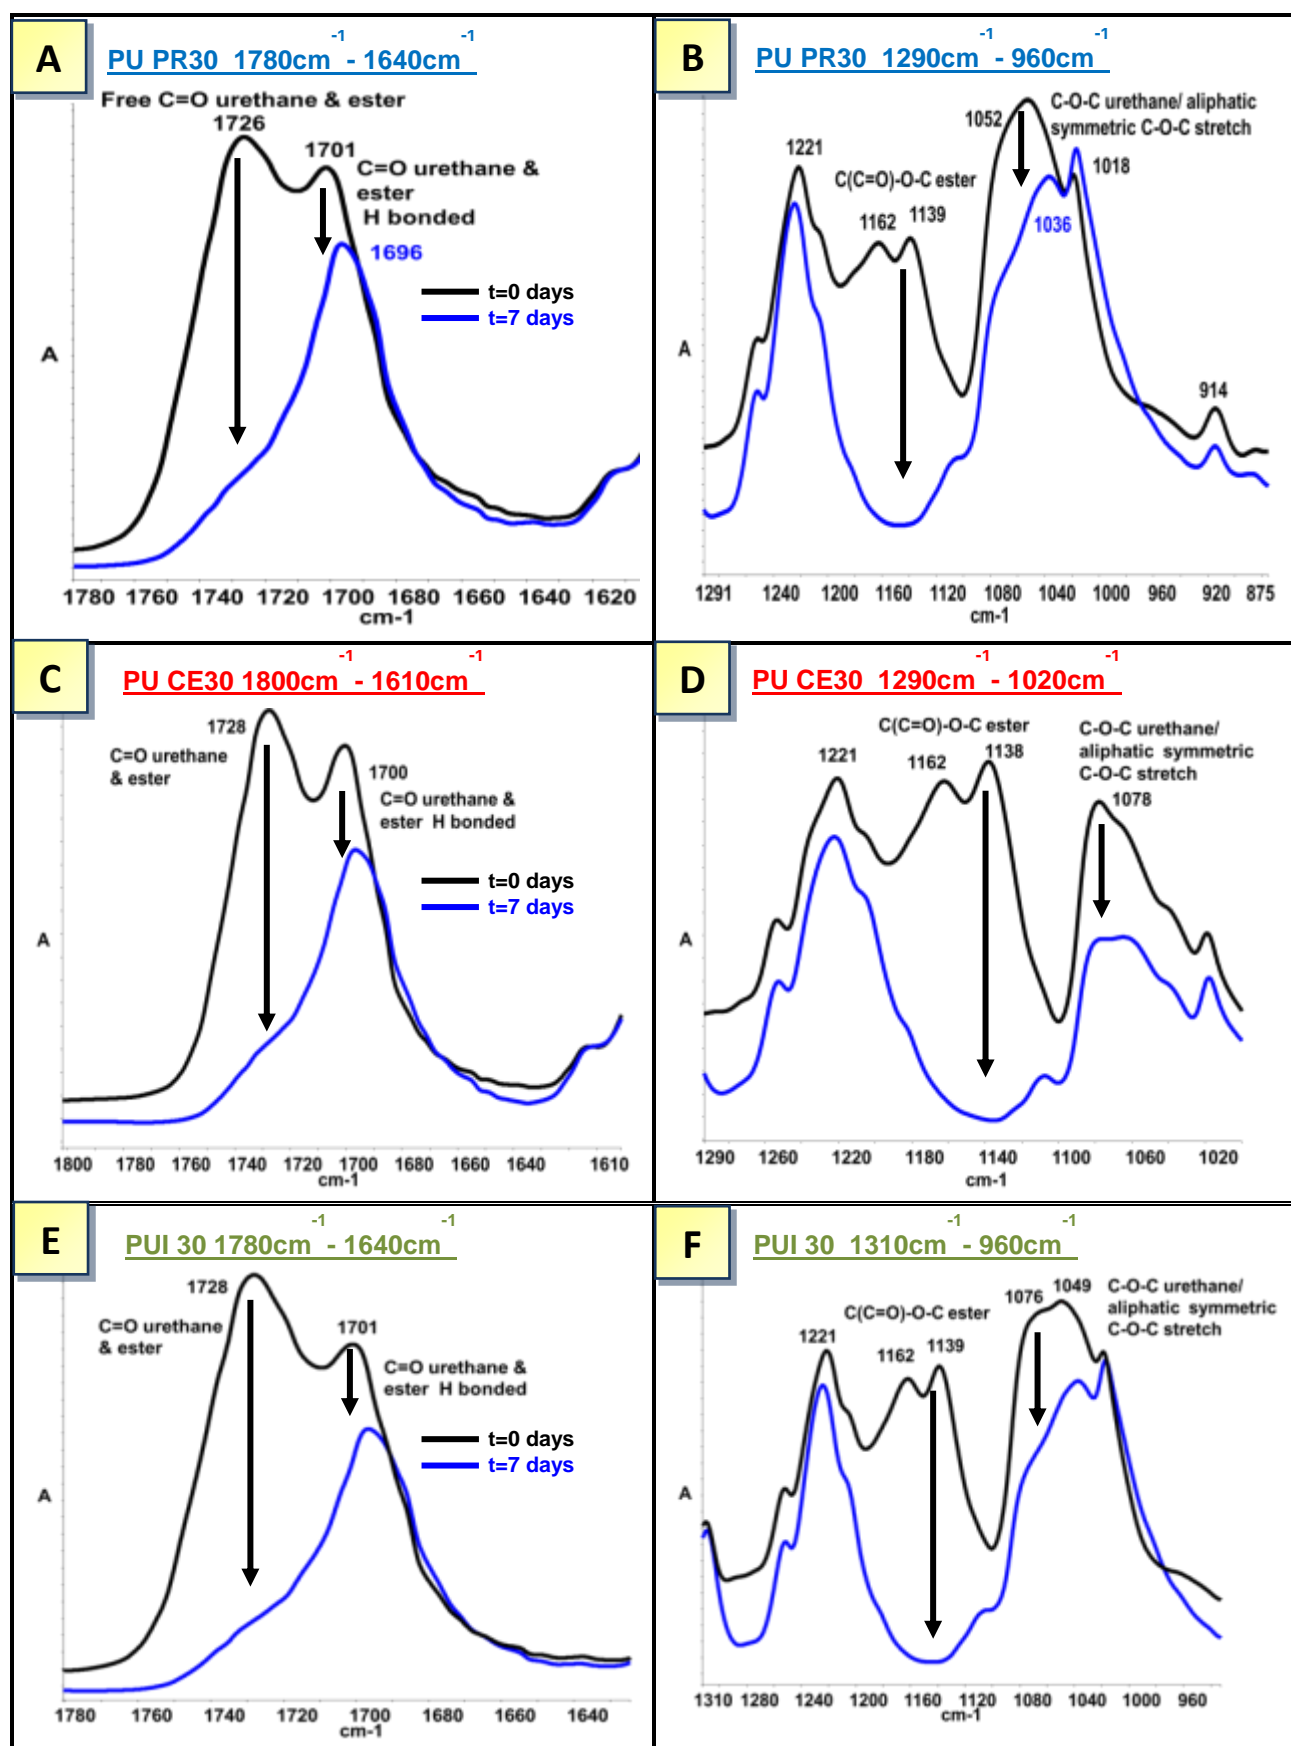 A
PU PR30 1780cm-1 - 1640cm-1
Free C=O urethane & ester
1726
1701
C=O urethane &
ester
H bonded
1696
t=0 days
t=7 days
A
1780 1760 1740 1720 1700 1680 1660 1640 1620
cm-1
B
PU PR30 1290cm-1 - 960cm-1
C-O-C urethane/ aliphatic
symmetric C-O-C stretch
1052
1221
1018
C(C=O)-O-C ester
1162 1139
1036
914
A
1291 1240 1200 1160 1120 1080 1040 1000 960 920 875
cm-1
C
PU CE30 1800cm-1 - 1610cm-1
1728
C=O urethane
& ester
1700
C=O urethane &
ester H bonded
t=0 days
t=7 days
A
1800 1780 1760 1740 1720 1700 1680 1660 1640 1610
cm-1
D
PU CE30 1290cm-1 - 1020cm-1
C(C=O)-O-C ester
C-O-C urethane/
aliphatic symmetric
C-O-C stretch
1221
1162
1138
1078
A
1290 1260 1220 1180 1140 1100 1060 1020
cm-1
E
PUI 30 1780cm-1 - 1640cm-1
1728
C=O urethane
& ester
1701
C=O urethane &
ester H bonded
t=0 days
t=7 days
A
1780 1760 1740 1720 1700 1680 1660 1640
cm-1
F
PUI 30 1310cm-1 - 960cm-1
C-O-C urethane/
aliphatic symmetric
C-O-C stretch
1076 1049
C(C=O)-O-C ester
1221
1162 1139
A
1310 1280 1240 1200 1160 1120 1080 1040 1000 960
cm-1